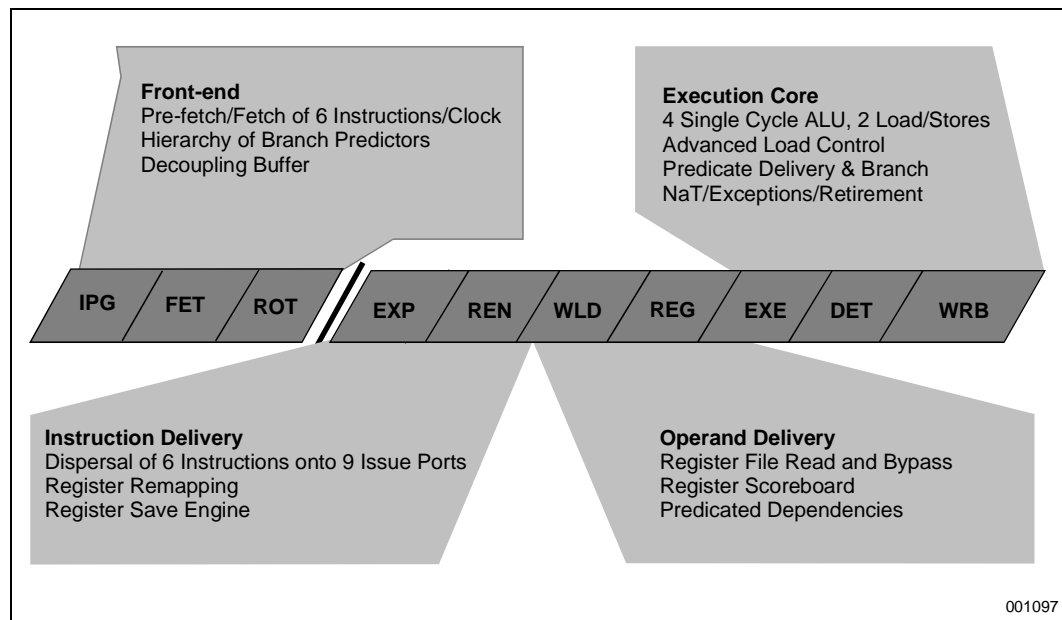 Front-end
Pre-fetch/Fetch of 6 Instructions/Clock
Hierarchy of Branch Predictors
Decoupling Buffer
Execution Core
4 Single Cycle ALU, 2 Load/Stores
Advanced Load Control
Predicate Delivery & Branch
NaT/Exceptions/Retirement
IPG FET ROT EXP REN WLD REG EXE DET WRB
Instruction Delivery
Dispersal of 6 Instructions onto 9 Issue Ports
Register Remapping
Register Save Engine
Operand Delivery
Register File Read and Bypass
Register Scoreboard
Predicated Dependencies
001097